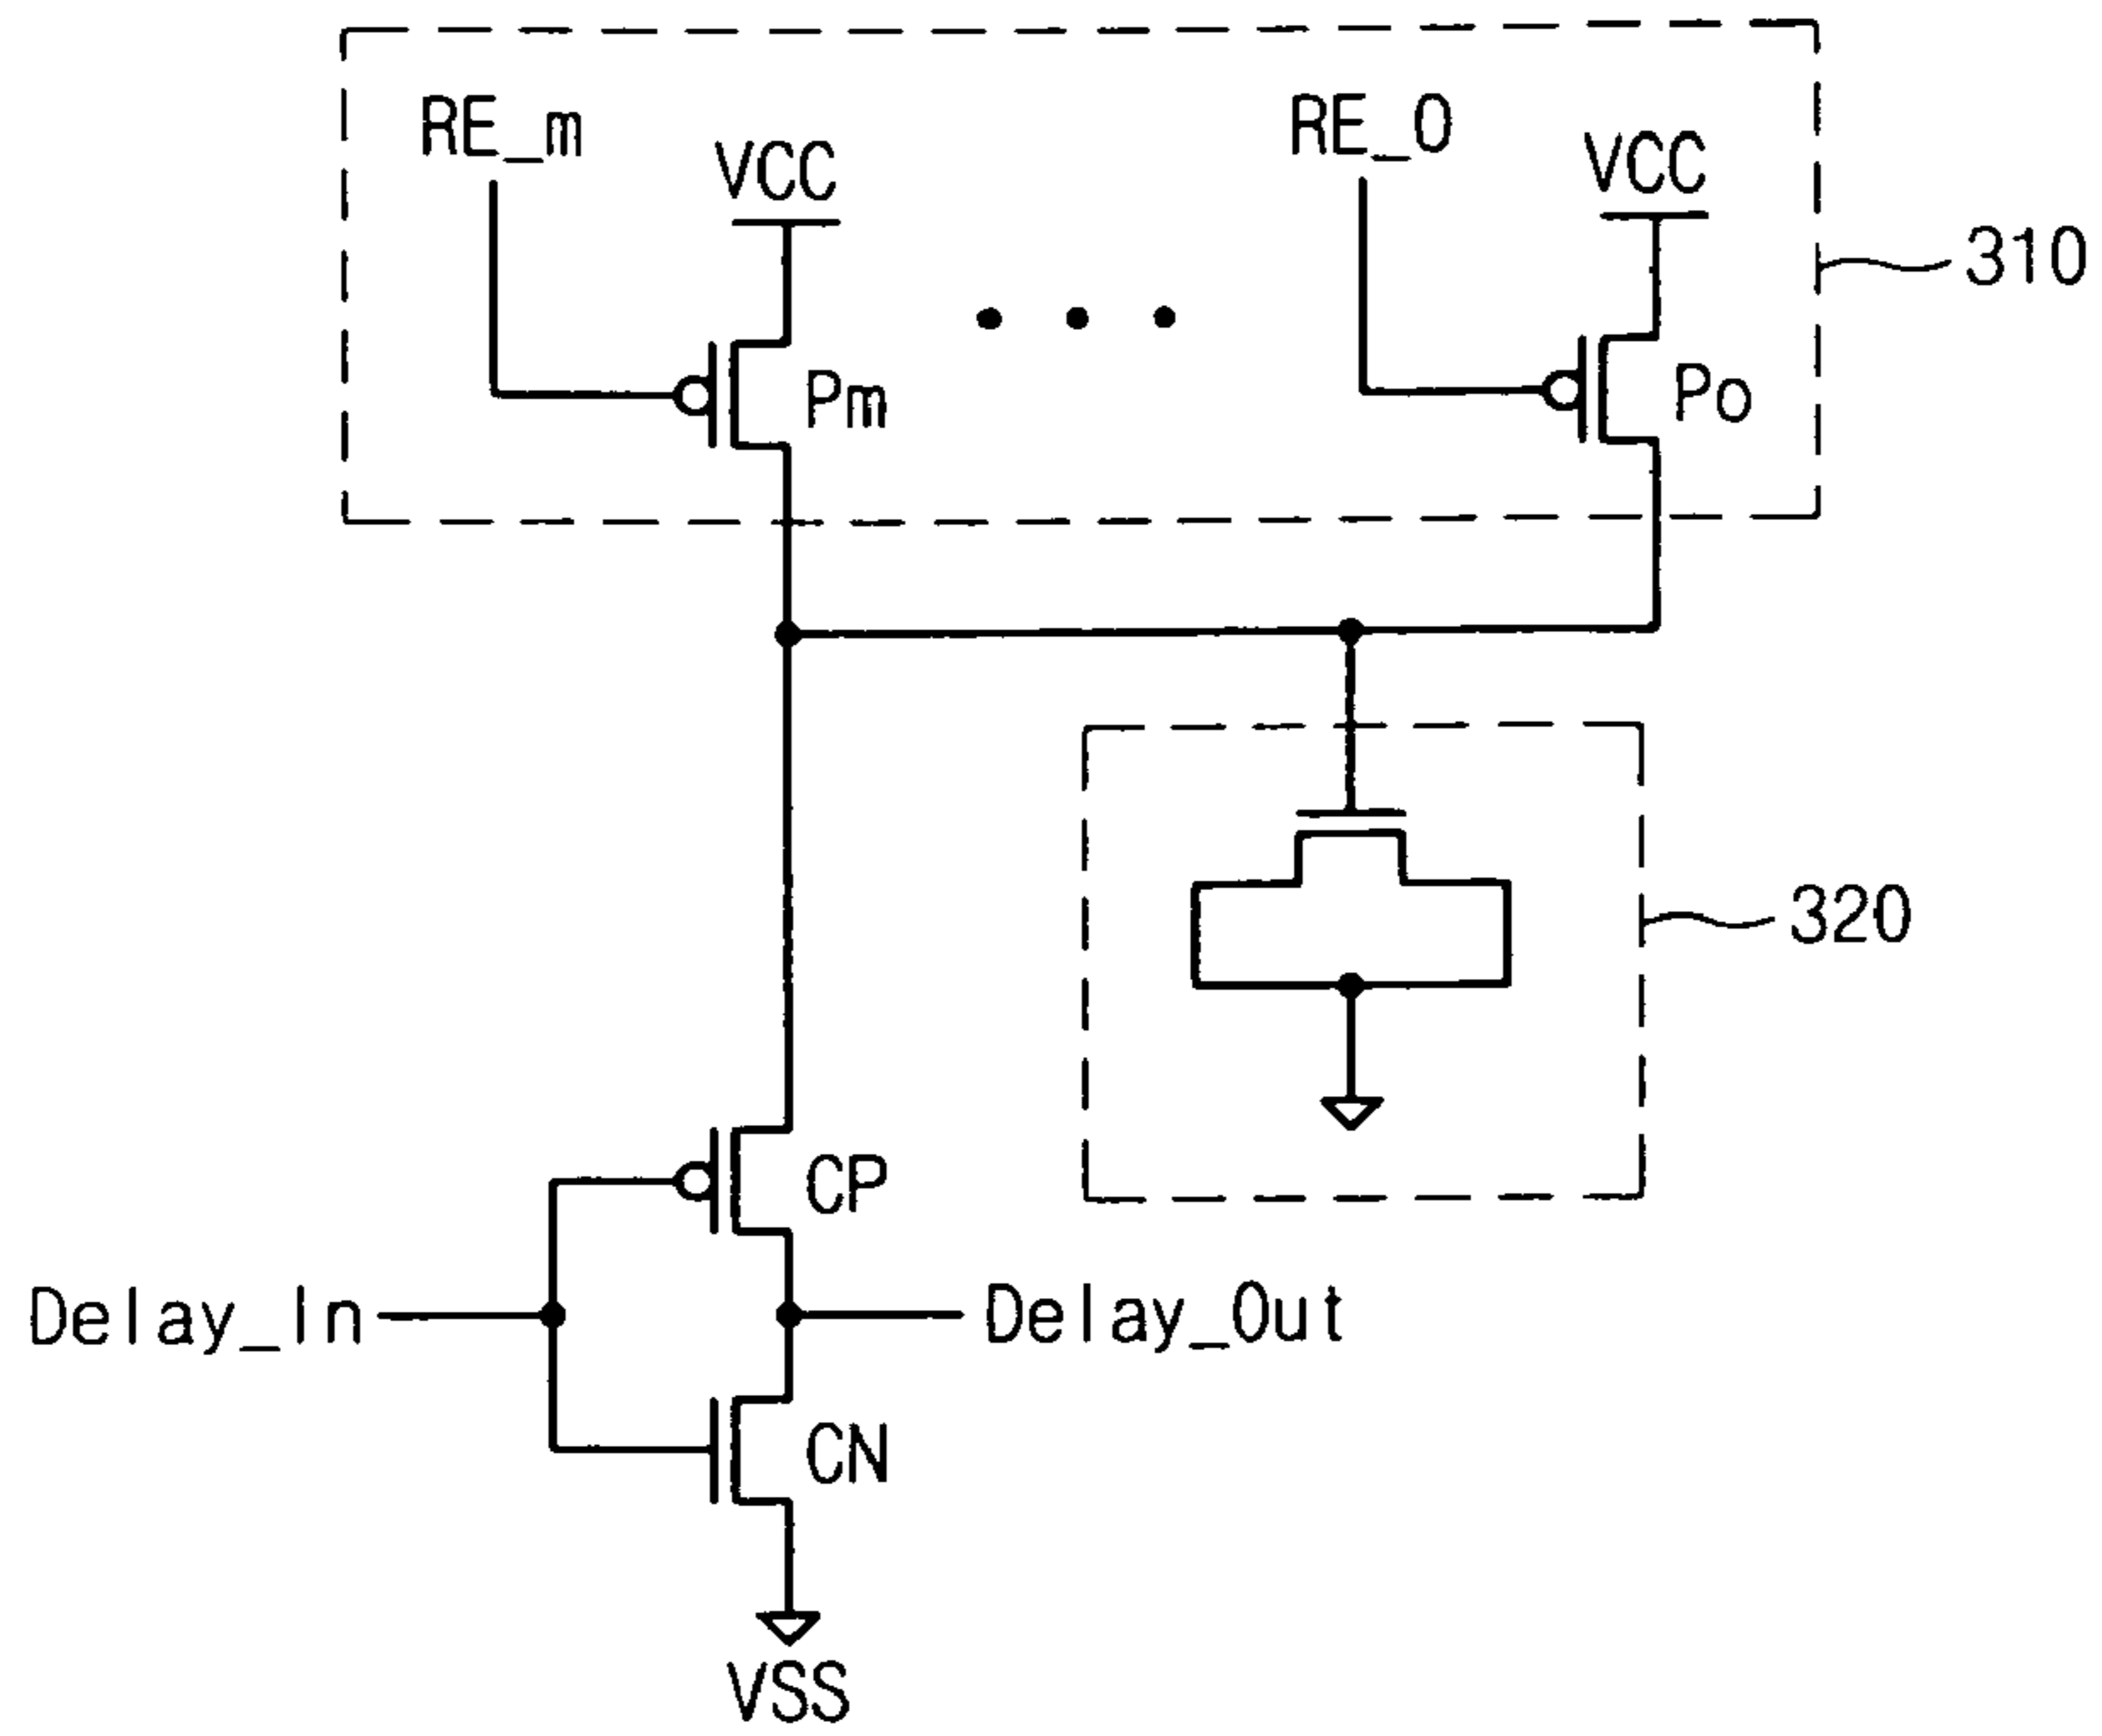 RE_m
VCC
RE_0
VCC
310
Pm
Po
320
CP
Delay_In
Delay_Out
CN
VSS